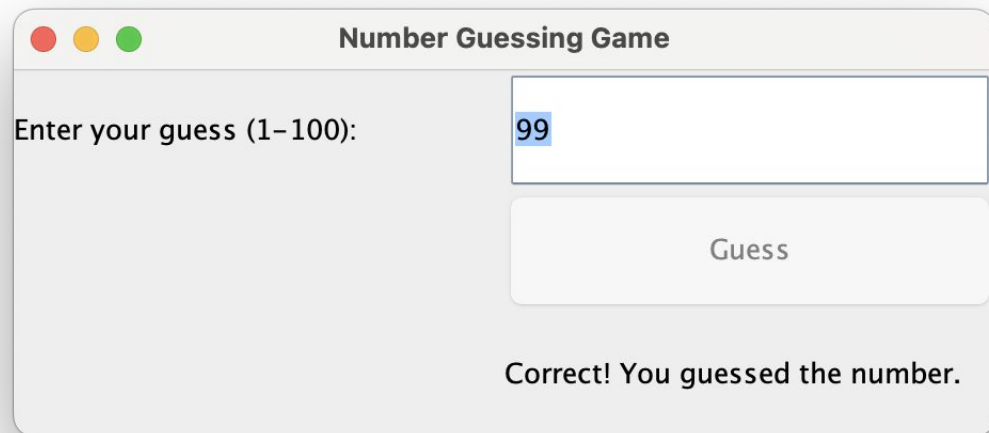 Number Guessing Game
Enter your guess (1-100):
99
Guess
Correct! You guessed the number.